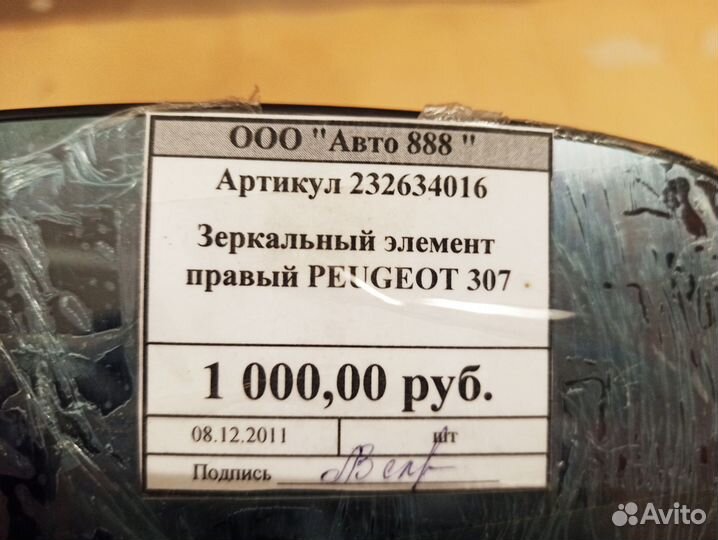 ООО "Авто 888 "
Артикул 232634016
Зеркальный элемент
правый PEUGEOT 307
1 000,00 руб.
08.12.2011 шт
Подпись
Avito